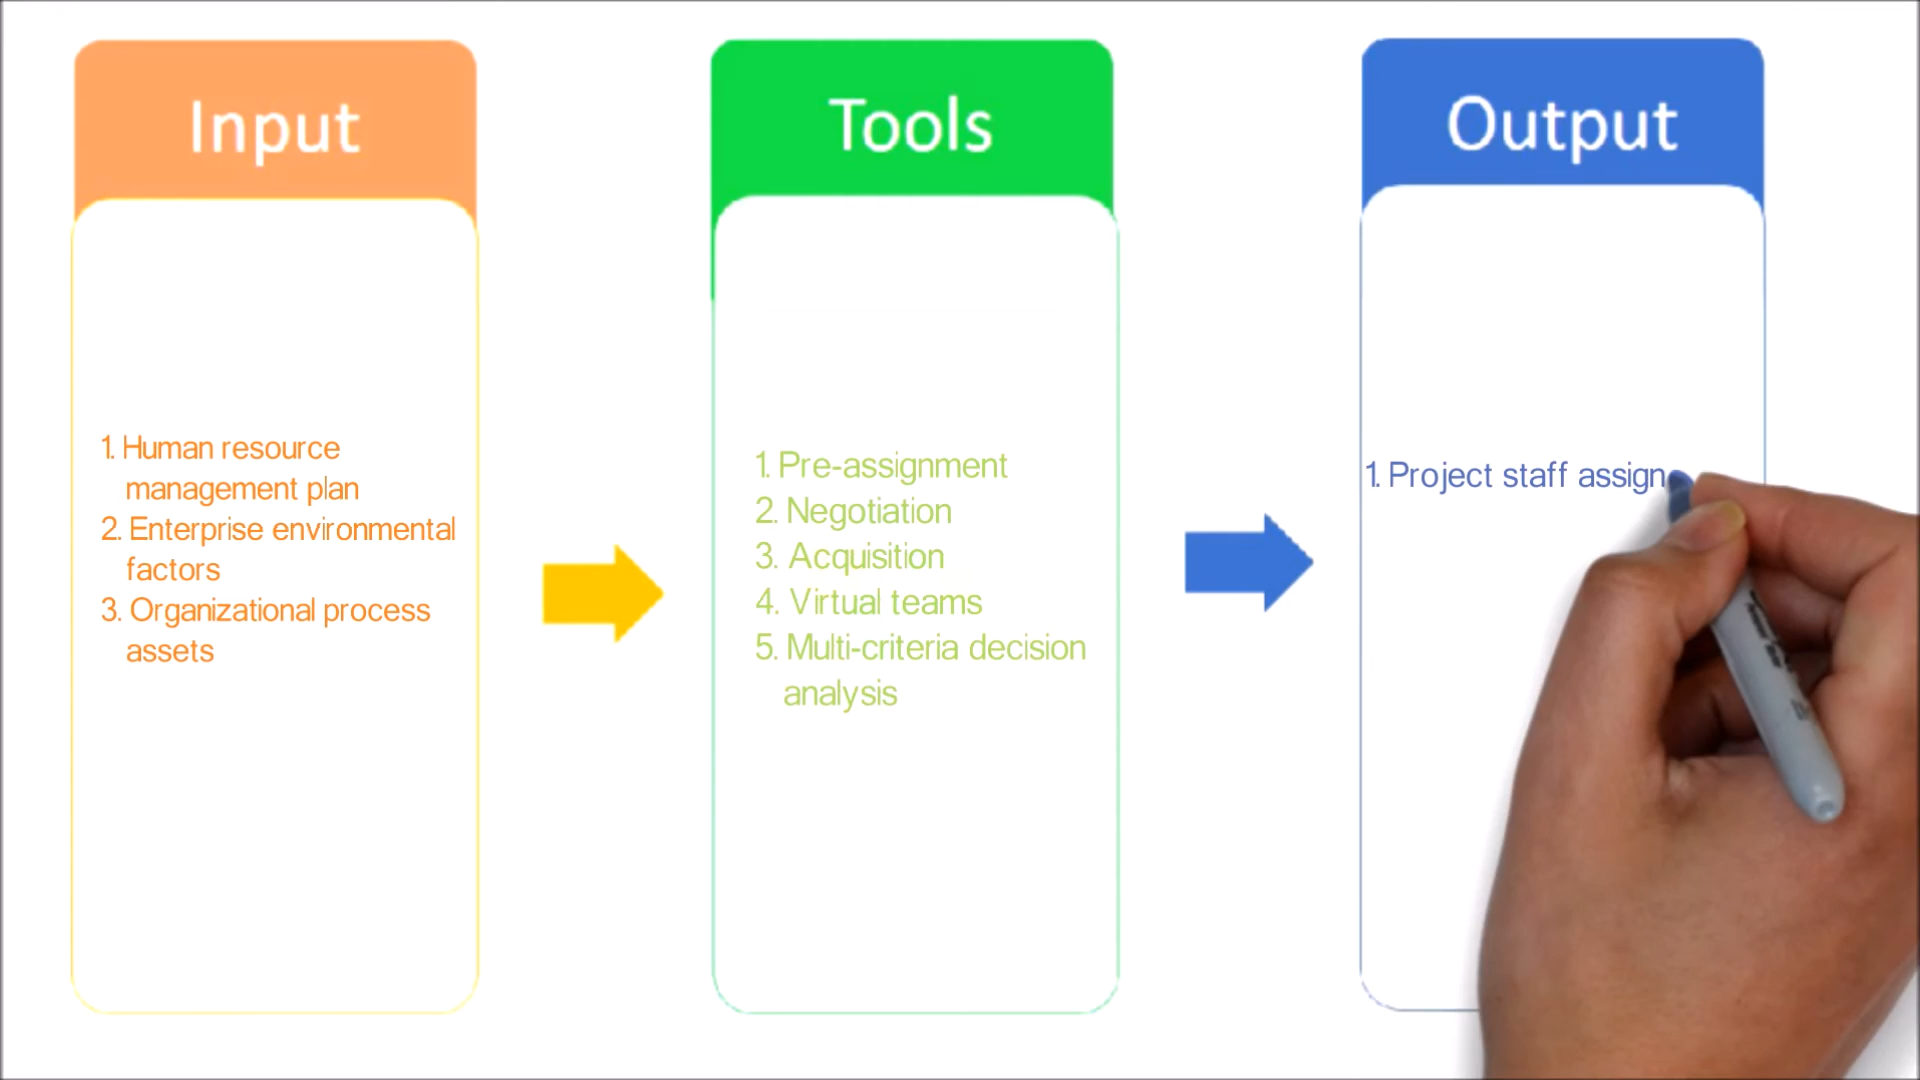 Input
1. Human resource
management plan
2. Enterprise environmental
factors
3. Organizational process
assets
Tools
1. Pre-assignment
2. Negotiation
3. Acquisition
4. Virtual teams
5. Multi-criteria decision
analysis
Output
1. Project staff assign